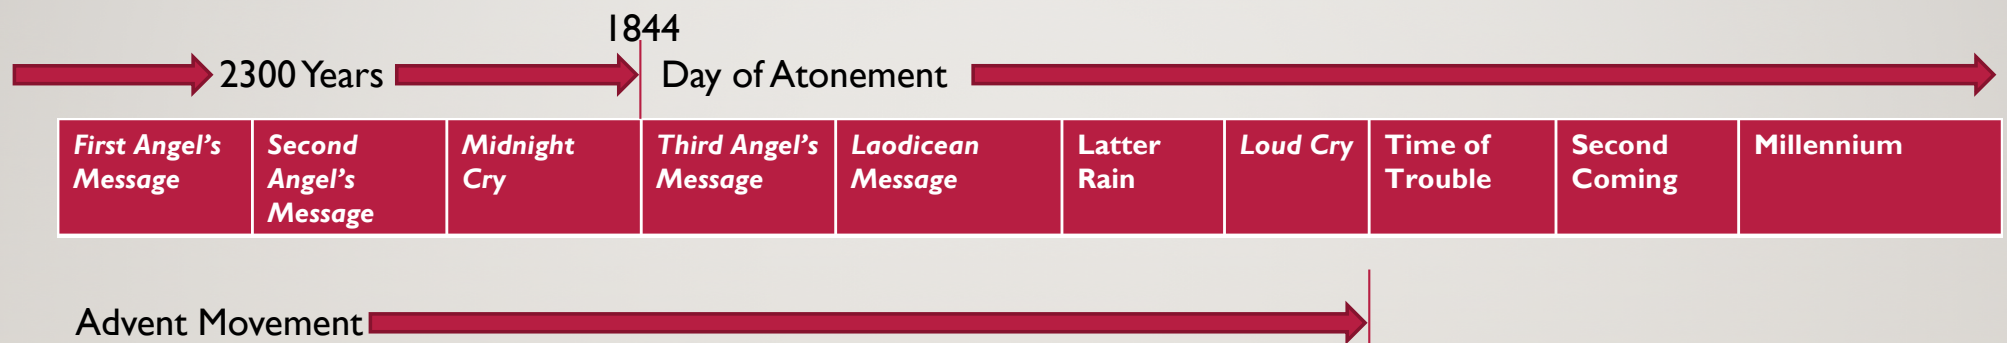 1844
2300 Years
Day of Atonement
First Angel's
Message
Second
Angel's
Message
Midnight
Cry
Third Angel's
Message
Laodicean
Message
Latter
Rain
Loud Cry
Time of
Trouble
Second
Coming
Millennium
Advent Movement